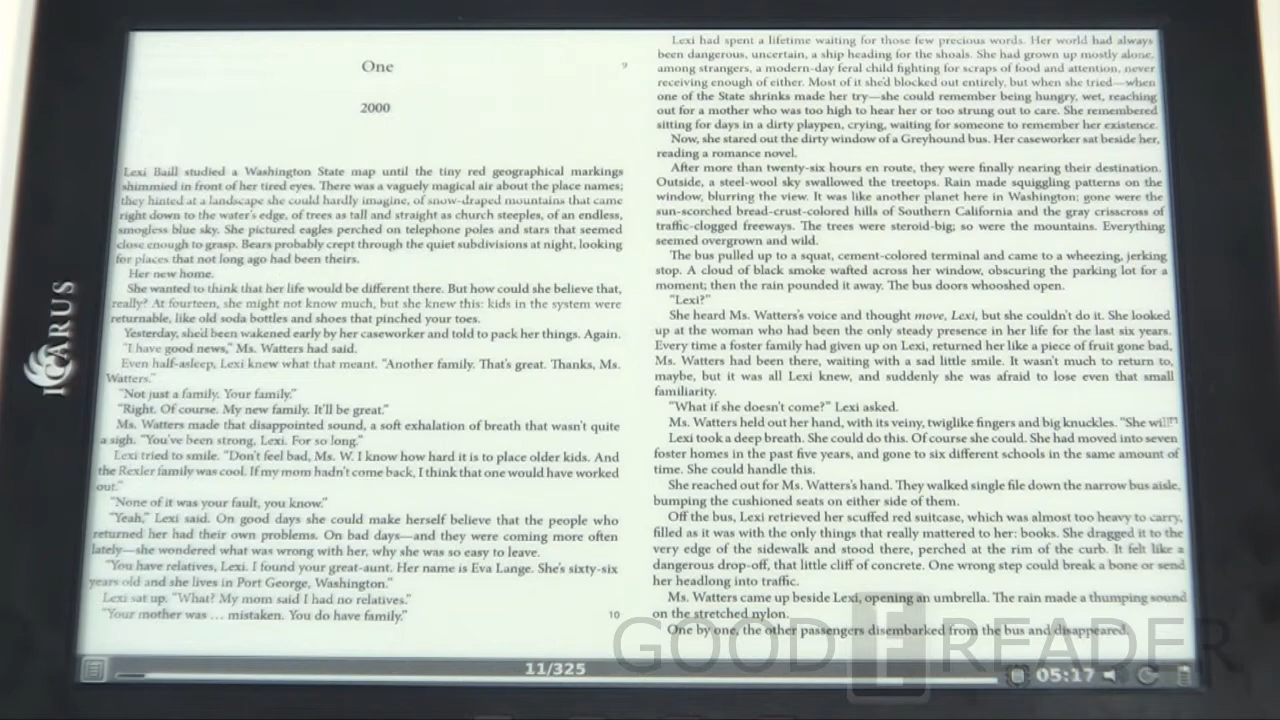 ICARUS
One
9
2000
Lexi Baill studied a Washington State map until the tiny red geographical markings
shimmied in front of her tired eyes. There was a vaguely magical air about the place names;
they hinted at a landscape she could hardly imagine, of snow-draped mountains that came
right down to the water's edge, of trees as tall and straight as church steeples, of an endless,
smogless blue sky. She pictured eagles perched on telephone poles and stars that seemed
close enough to grasp. Bears probably crept through the quiet subdivisions at night, looking
for places that not long ago had been theirs.
Her new home.
She wanted to think that her life would be different there. But how could she believe that,
really? At fourteen, she might not know much, but she knew this: kids in the system were
returnable, like old soda bottles and shoes that pinched your toes.
Yesterday, she'd been wakened early by her caseworker and told to pack her things. Again.
"I have good news," Ms. Watters had said.
Even half-asleep, Lexi knew what that meant. "Another family. That's great. Thanks, Ms.
Watters."
"Not just a family. Your family."
"Right. Of course. My new family. It'll be great."
Ms. Watters made that disappointed sound, a soft exhalation of breath that wasn't quite
a sigh. "You've been strong, Lexi. For so long."
Lexi tried to smile. "Don't feel bad, Ms. W. I know how hard it is to place older kids. And
the Rexler family was cool. If my mom hadn't come back, I think that one would have worked
out."
"None of it was your fault, you know."
"Yeah," Lexi said. On good days she could make herself believe that the people who
returned her had their own problems. On bad days—and they were coming more often
lately—she wondered what was wrong with her, why she was so easy to leave.
"You have relatives, Lexi. I found your great-aunt. Her name is Eva Lange. She's sixty-six
years old and she lives in Port George, Washington."
Lexi sat up. "What? My mom said I had no relatives."
"Your mother was … mistaken. You do have family."
10
Lexi had spent a lifetime waiting for those few precious words. Her world had always
been dangerous, uncertain, a ship heading for the shoals. She had grown up mostly alone,
among strangers, a modern-day feral child fighting for scraps of food and attention, never
receiving enough of either. Most of it she'd blocked out entirely, but when she tried—when
one of the State shrinks made her try—she could remember being hungry, wet, reaching
out for a mother who was too high to hear her or too strung out to care. She remembered
sitting for days in a dirty playpen, crying, waiting for someone to remember her existence.
Now, she stared out the dirty window of a Greyhound bus. Her caseworker sat beside her,
reading a romance novel.
After more than twenty-six hours en route, they were finally nearing their destination.
Outside, a steel-wool sky swallowed the treetops. Rain made squiggling patterns on the
window, blurring the view. It was like another planet here in Washington; gone were the
sun-scorched bread-crust-colored hills of Southern California and the gray crisscross of
traffic-clogged freeways. The trees were steroid-big; so were the mountains. Everything
seemed overgrown and wild.
The bus pulled up to a squat, cement-colored terminal and came to a wheezing, jerking
stop. A cloud of black smoke wafted across her window, obscuring the parking lot for a
moment; then the rain pounded it away. The bus doors whooshed open.
"Lexi?"
She heard Ms. Watters's voice and thought move, Lexi, but she couldn't do it. She looked
up at the woman who had been the only steady presence in her life for the last six years.
Every time a foster family had given up on Lexi, returned her like a piece of fruit gone bad,
Ms. Watters had been there, waiting with a sad little smile. It wasn't much to return to,
maybe, but it was all Lexi knew, and suddenly she was afraid to lose even that small
familiarity.
"What if she doesn't come?" Lexi asked.
Ms. Watters held out her hand, with its veiny, twiglike fingers and big knuckles. "She will."
Lexi took a deep breath. She could do this. Of course she could. She had moved into seven
foster homes in the past five years, and gone to six different schools in the same amount of
time. She could handle this.
She reached out for Ms. Watters's hand. They walked single file down the narrow bus aisle,
bumping the cushioned seats on either side of them.
Off the bus, Lexi retrieved her scuffed red suitcase, which was almost too heavy to carry,
filled as it was with the only things that really mattered to her: books. She dragged it to the
very edge of the sidewalk and stood there, perched at the rim of the curb. It felt like a
dangerous drop-off, that little cliff of concrete. One wrong step could break a bone or send
her headlong into traffic.
Ms. Watters came up beside Lexi, opening an umbrella. The rain made a thumping sound
on the stretched nylon.
One by one, the other passengers disembarked from the bus and disappeared.
GOOD E READER
11/325
05:17